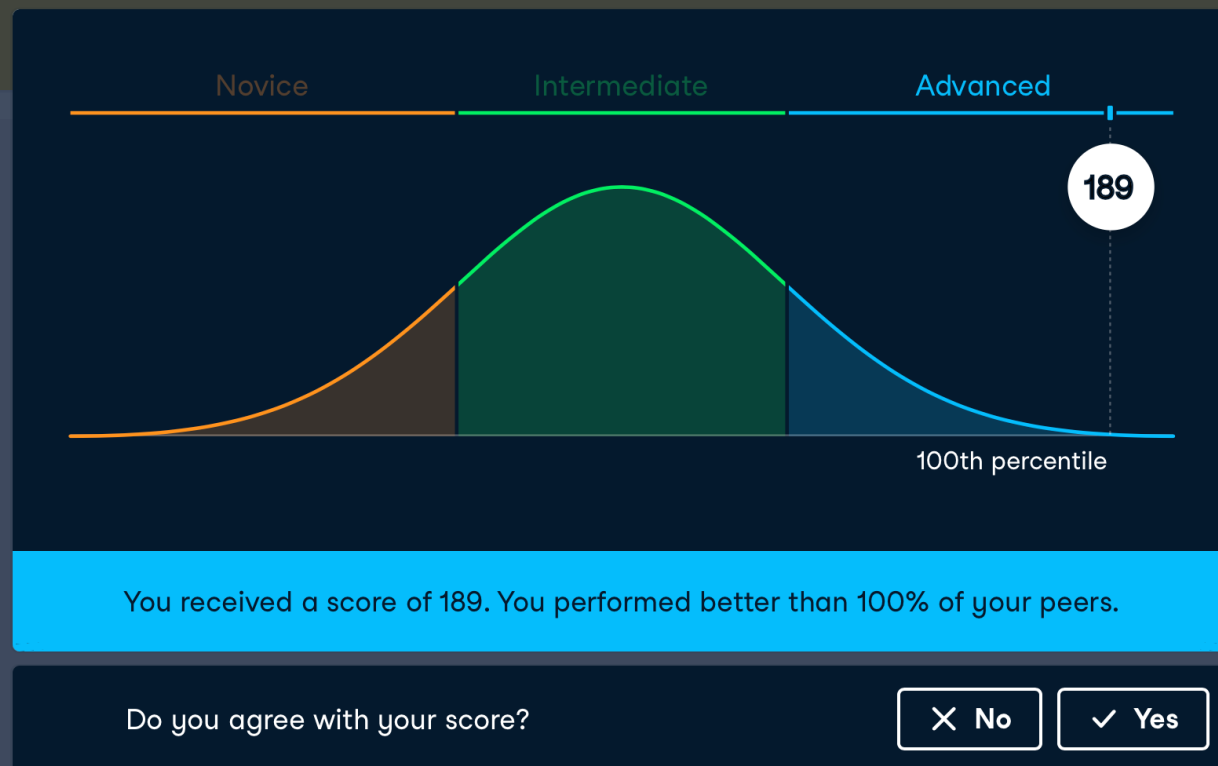 Novice
Intermediate
Advanced
189
100th percentile
You received a score of 189. You performed better than 100% of your peers.
Do you agree with your score?
No
Yes